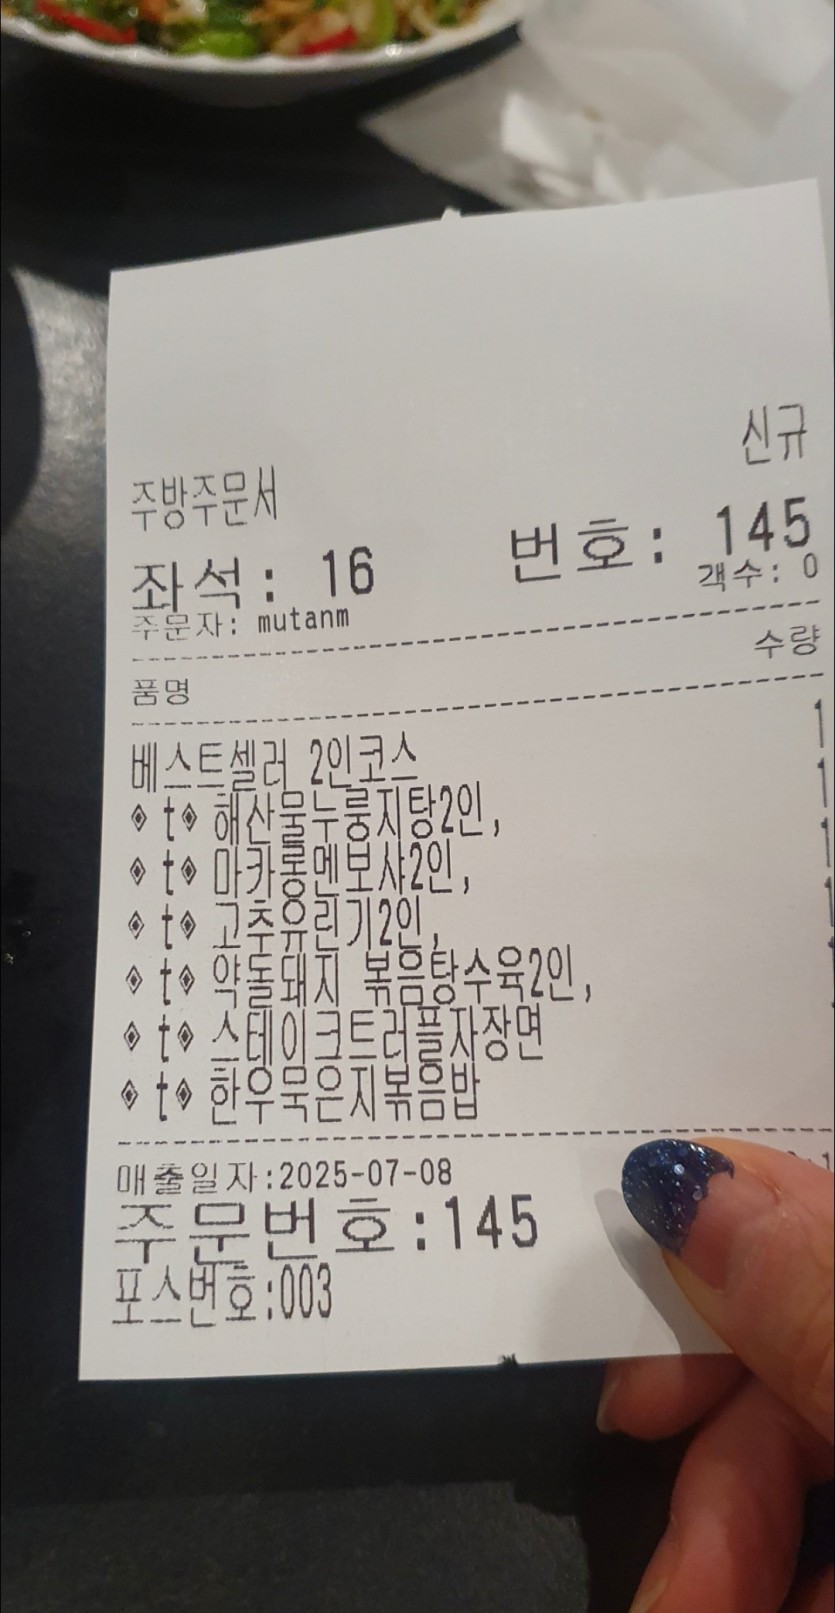 신규
주방주문서
좌석: 16 번호: 145
주문자: mutanm 객수: 0
품명 수량
베스트셀러 2인코스 1
◈ t◈ 해산물누룽지탕2인, 1
◈ t◈ 마카롱멘보샤2인, 1
◈ t◈ 고추유린기2인, 1
◈ t◈ 약돌돼지 볶음탕수육2인,
◈ t◈ 스테이크트러플자장면
◈ t◈ 한우묵은지볶음밥
매출일자:2025-07-08
주문번호:145
포스번호:003